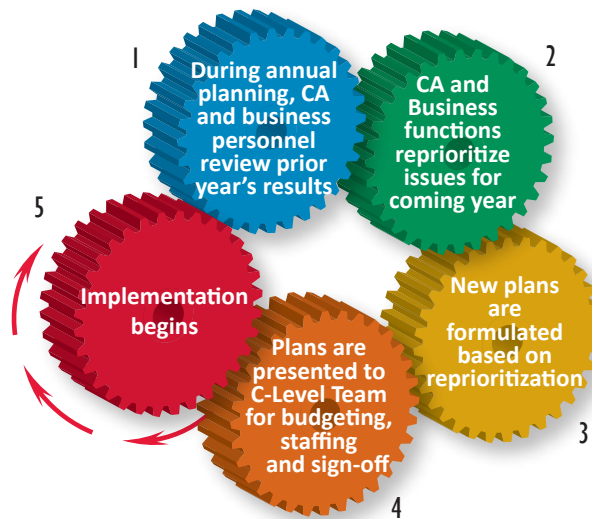 1
During annual
planning, CA
and business
personnel
review prior
year's results
2
CA and
Business
functions
reprioritize
issues for
coming year
3
New plans
are
formulated
based on
reprioritization
4
Plans are
presented to
C-Level Team
for budgeting,
staffing
and sign-off
5
Implementation
begins